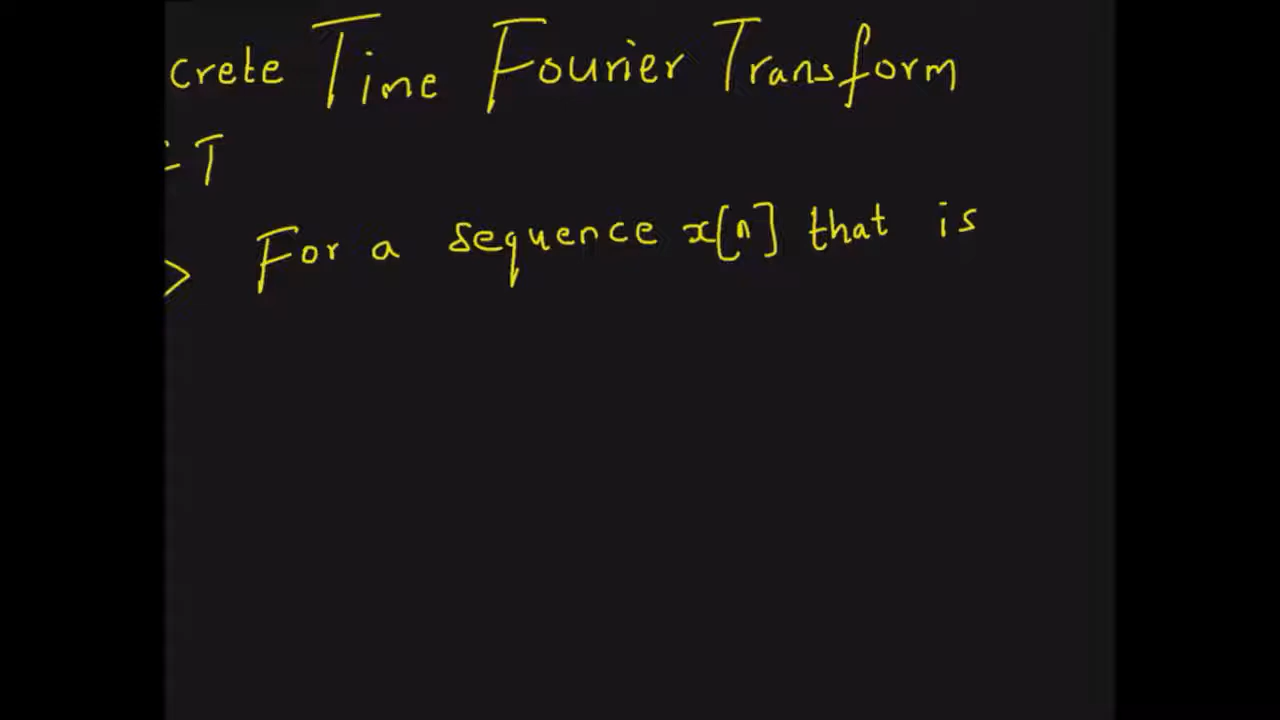 crete Time Fourier Transform
T
> For a sequence x[n] that is